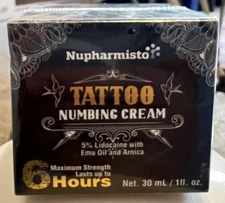 Nupharmisto
TATTOO
NUMBING CREAM
5% Lidocaine with
Emu Oil and Arnica
Maximum Strength
Lasts up to
6 Hours
Net. 30 mL / 1fl. oz.